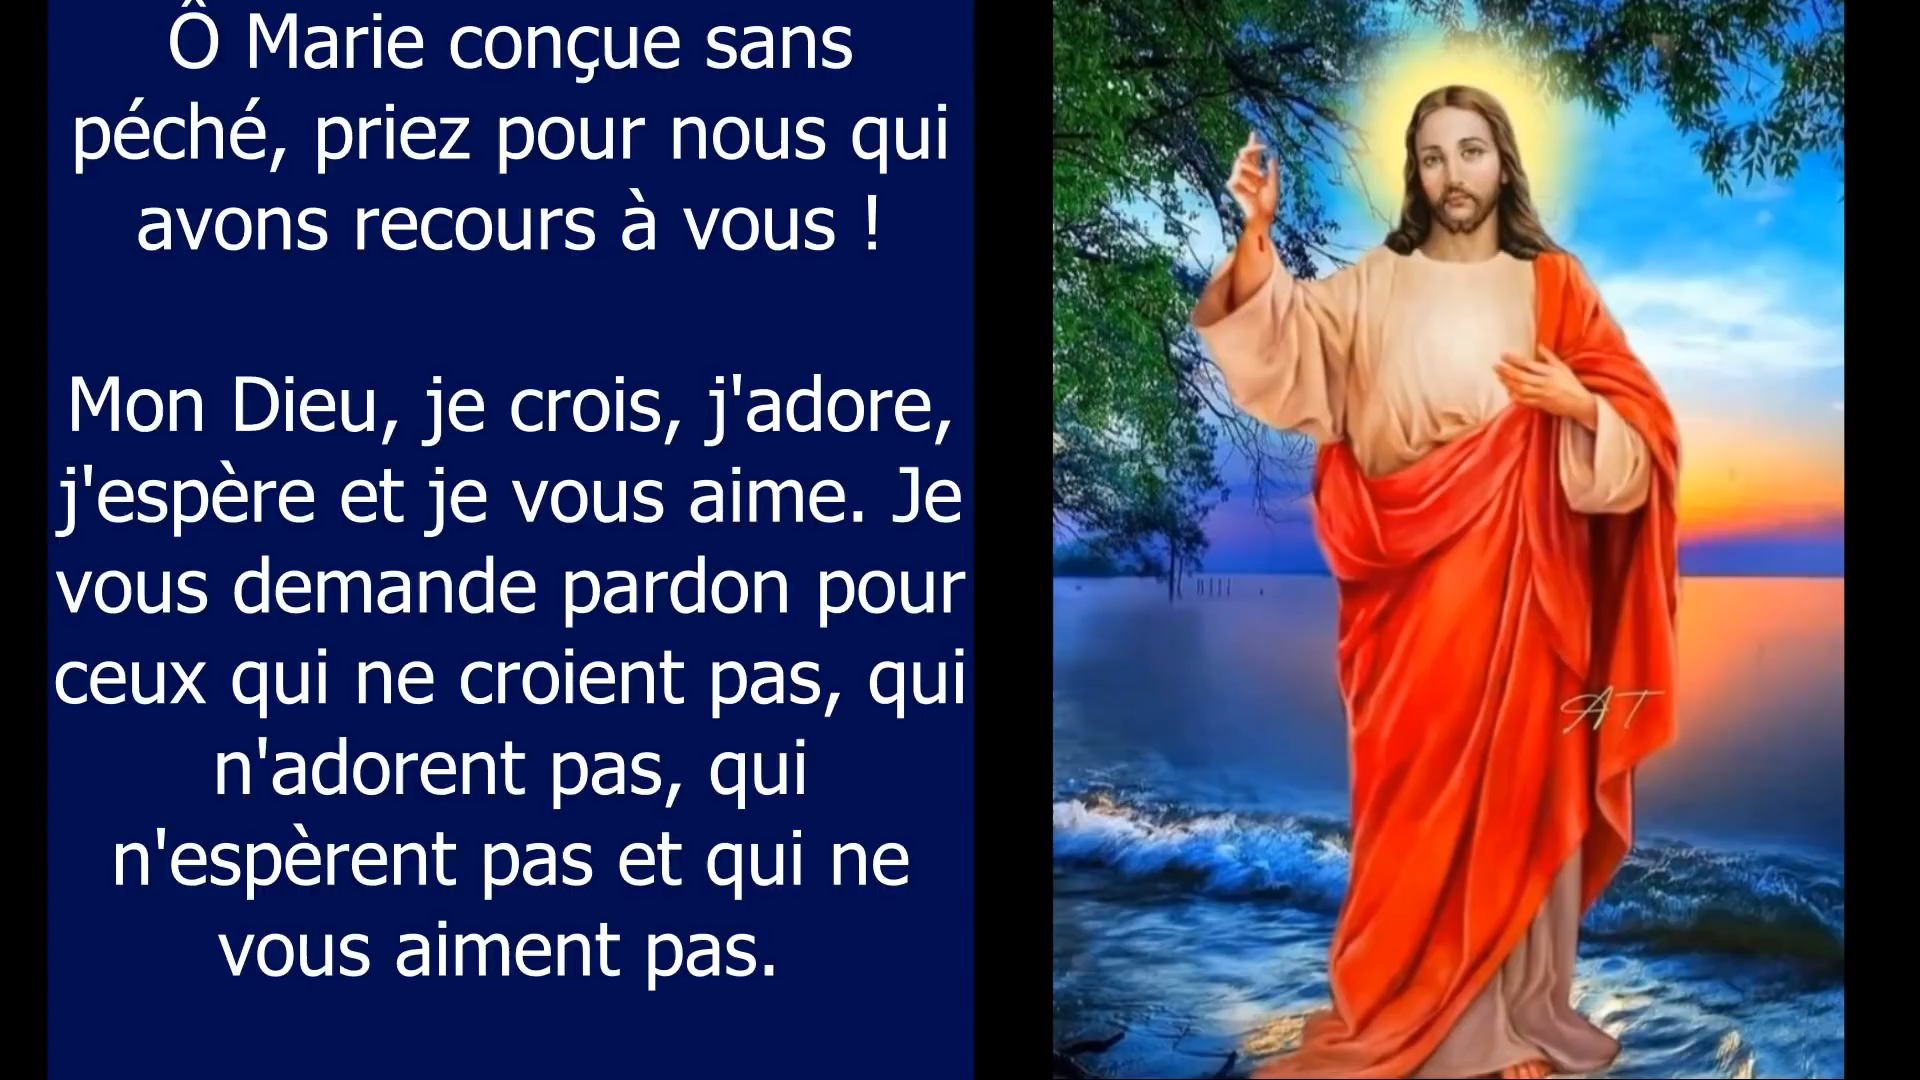 Ô Marie conçue sans
péché, priez pour nous qui
avons recours à vous !
Mon Dieu, je crois, j'adore,
j'espère et je vous aime. Je
vous demande pardon pour
ceux qui ne croient pas, qui
n'adorent pas, qui
n'espèrent pas et qui ne
vous aiment pas.
AT